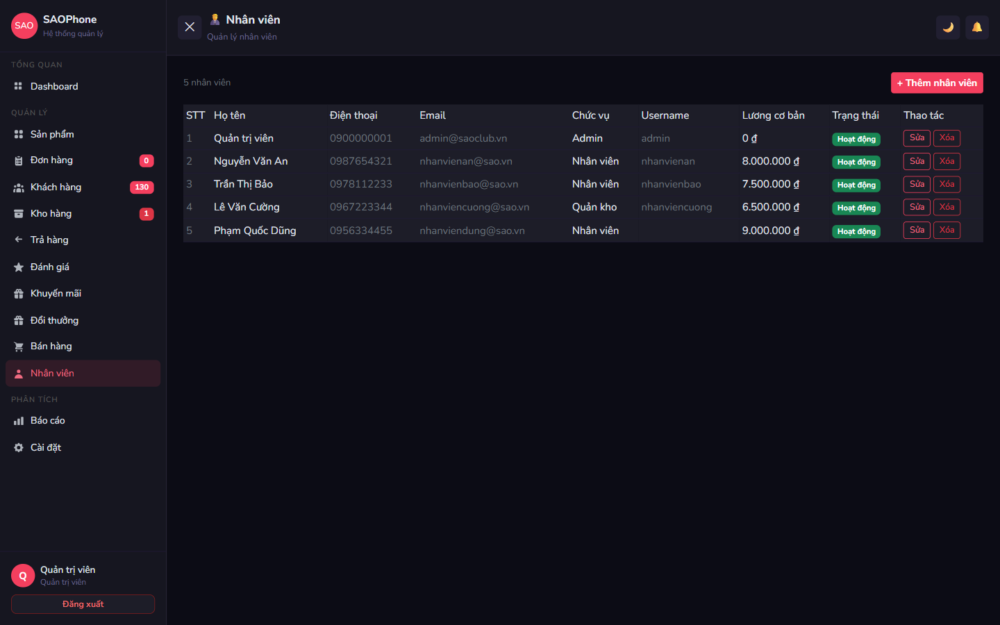 SAO
SAOPhone
Hệ thống quản lý
TỔNG QUAN
Dashboard
QUẢN LÝ
Sản phẩm
Đơn hàng 0
Khách hàng 130
Kho hàng 1
Trả hàng
Đánh giá
Khuyến mãi
Đổi thưởng
Bán hàng
Nhân viên
PHÂN TÍCH
Báo cáo
Cài đặt
Q
Quản trị viên
Quản trị viên
Đăng xuất
Nhân viên
Quản lý nhân viên
5 nhân viên
+ Thêm nhân viên
STT Họ tên Điện thoại Email Chức vụ Username Lương cơ bản Trạng thái Thao tác
1 Quản trị viên 0900000001 admin@saoclub.vn Admin admin 0 ₫ Hoạt động Sửa Xóa
2 Nguyễn Văn An 0987654321 nhanvienan@sao.vn Nhân viên nhanvienan 8.000.000 ₫ Hoạt động Sửa Xóa
3 Trần Thị Bảo 0978112233 nhanvienbao@sao.vn Nhân viên nhanvienbao 7.500.000 ₫ Hoạt động Sửa Xóa
4 Lê Văn Cường 0967223344 nhanviencuong@sao.vn Quản kho nhanviencuong 6.500.000 ₫ Hoạt động Sửa Xóa
5 Phạm Quốc Dũng 0956334455 nhanviendung@sao.vn Nhân viên 9.000.000 ₫ Hoạt động Sửa Xóa